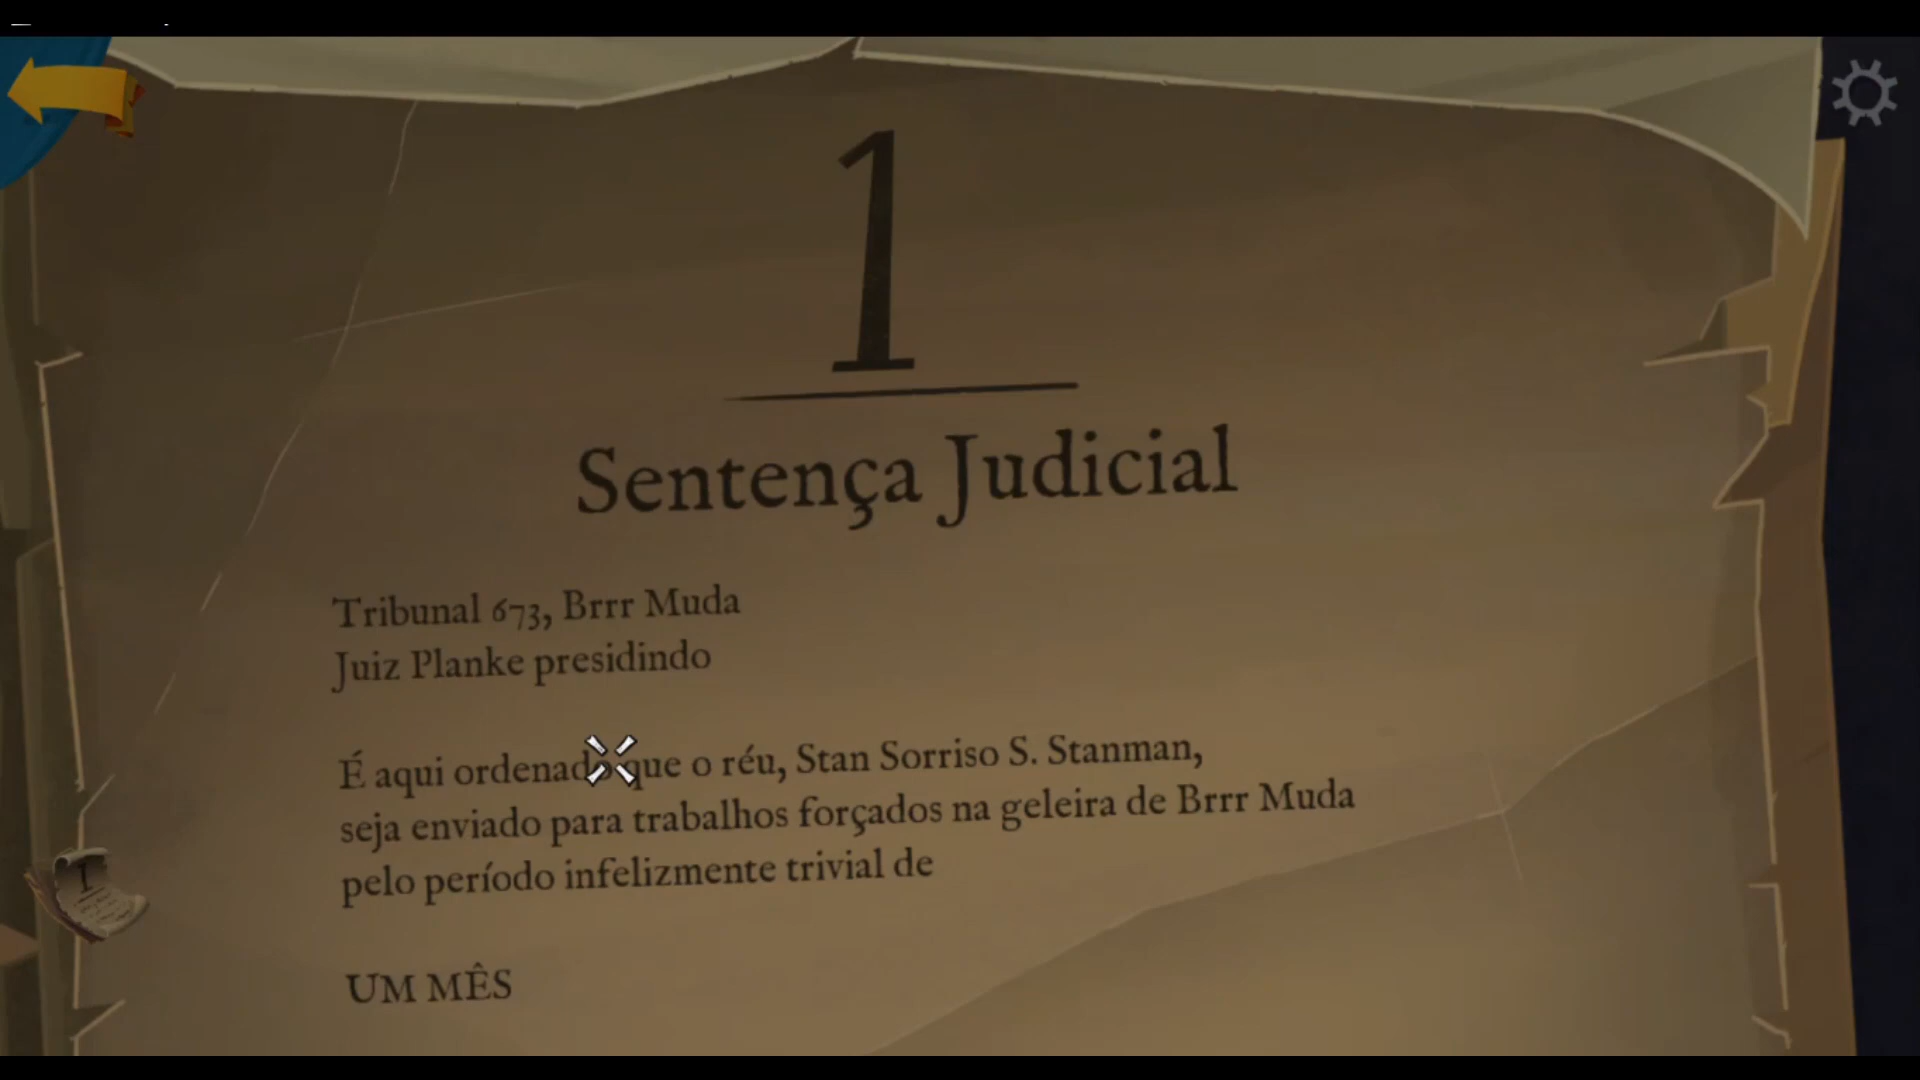 1
Sentença Judicial
Tribunal 673, Brrr Muda
Juiz Planke presidindo
É aqui ordenado que o réu, Stan Sorriso S. Stanman,
seja enviado para trabalhos forçados na geleira de Brrr Muda
pelo período infelizmente trivial de
UM MÊS
1